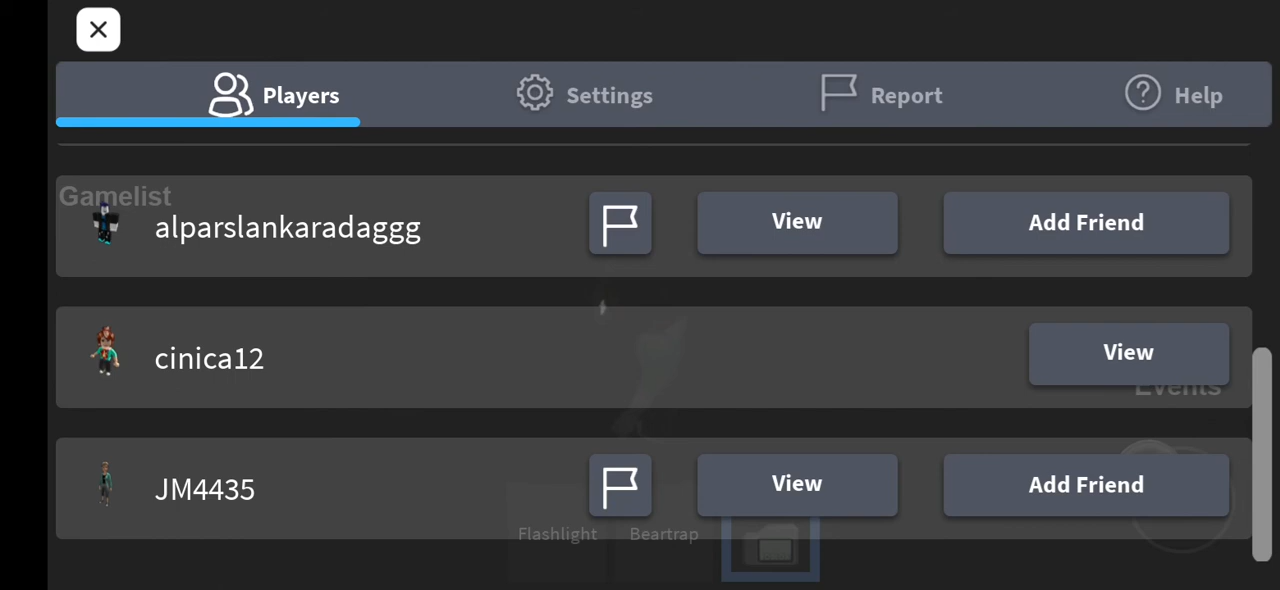 Players
Settings
Report
Help
Gamelist
alparslankaradaggg
View
Add Friend
cinica12
View
Events
JM4435
View
Add Friend
Flashlight
Beartrap